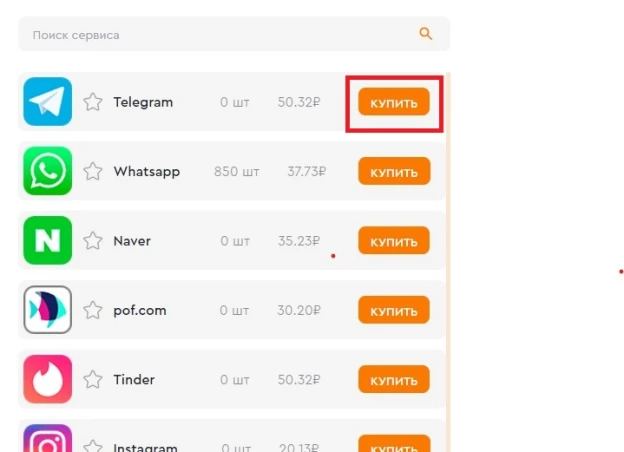 Поиск сервиса
Telegram 0 шт 50.32₽ КУПИТЬ
Whatsapp 850 шт 37.73₽ КУПИТЬ
N Naver 0 шт 35.23₽ КУПИТЬ
pof.com 0 шт 30.20₽ КУПИТЬ
Tinder 0 шт 50.32₽ КУПИТЬ
Instagram 0 шт 20.13₽ КУПИТЬ